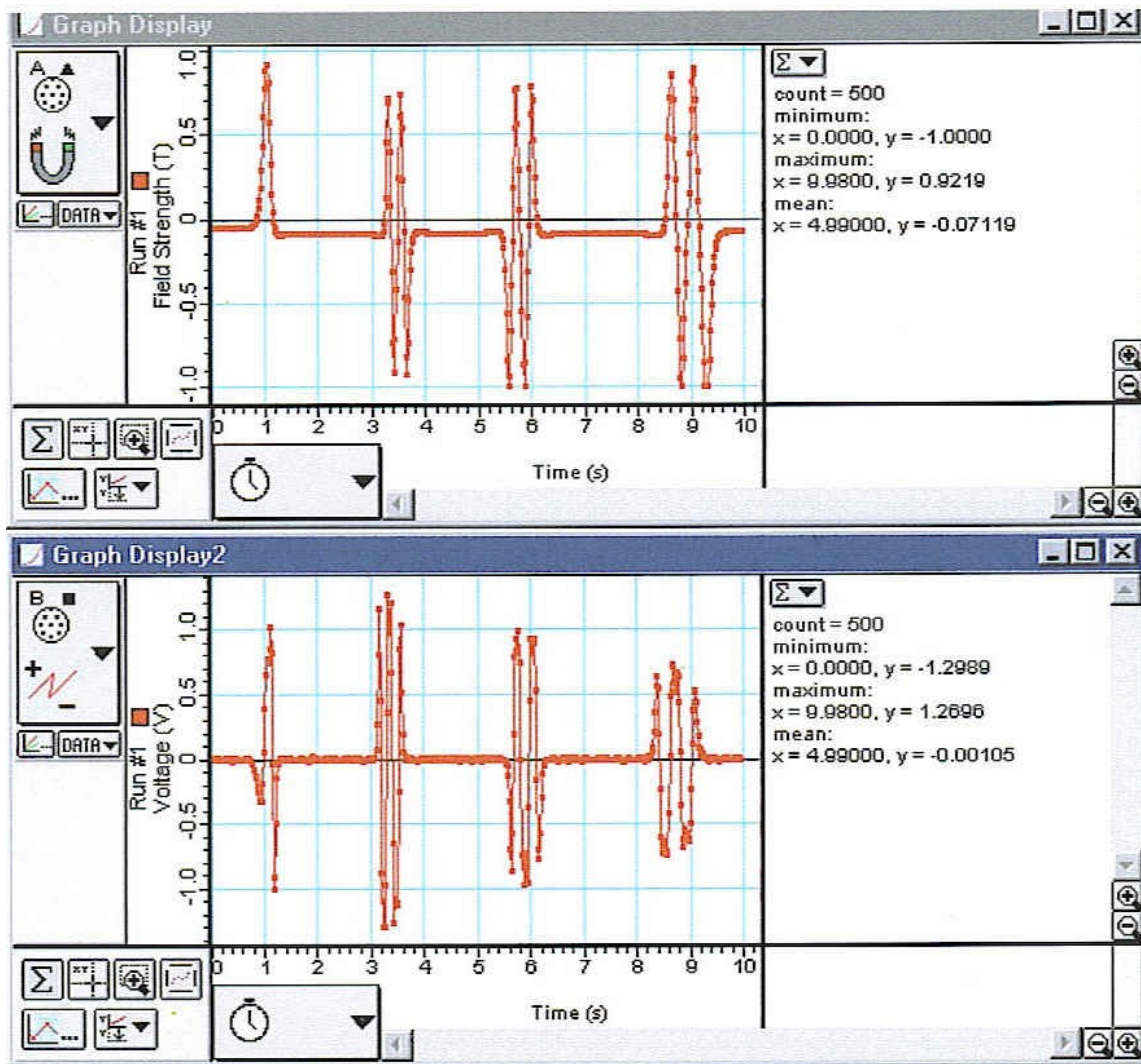 Graph Display
A
DATA
Run #1
Field Strength (T)
1.0
0.5
0
-0.5
-1.0
Σ
count = 500
minimum:
x = 0.0000, y = -1.0000
maximum:
x = 9.9800, y = 0.9219
mean:
x = 4.99000, y = -0.07119
0 1 2 3 4 5 6 7 8 9 10
Time (s)
Σ
XY
Graph Display2
B
+
−
DATA
Run #1
Voltage (V)
1.0
0.5
0
-0.5
-1.0
Σ
count = 500
minimum:
x = 0.0000, y = -1.2989
maximum:
x = 9.9800, y = 1.2696
mean:
x = 4.99000, y = -0.00105
0 1 2 3 4 5 6 7 8 9 10
Time (s)
Σ
XY